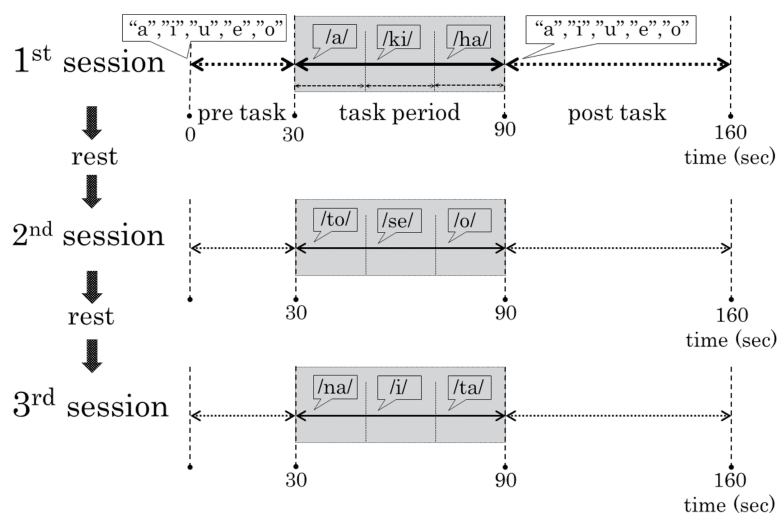 “a”,”i”,”u”,”e”,”o” “a”,”i”,”u”,”e”,”o”
/a/ /ki/ /ha/
1st session
pre task task period post task
0 30 90 160
rest time (sec)
/to/ /se/ /o/
2nd session
30 90 160
rest time (sec)
/na/ /i/ /ta/
3rd session
30 90 160
time (sec)